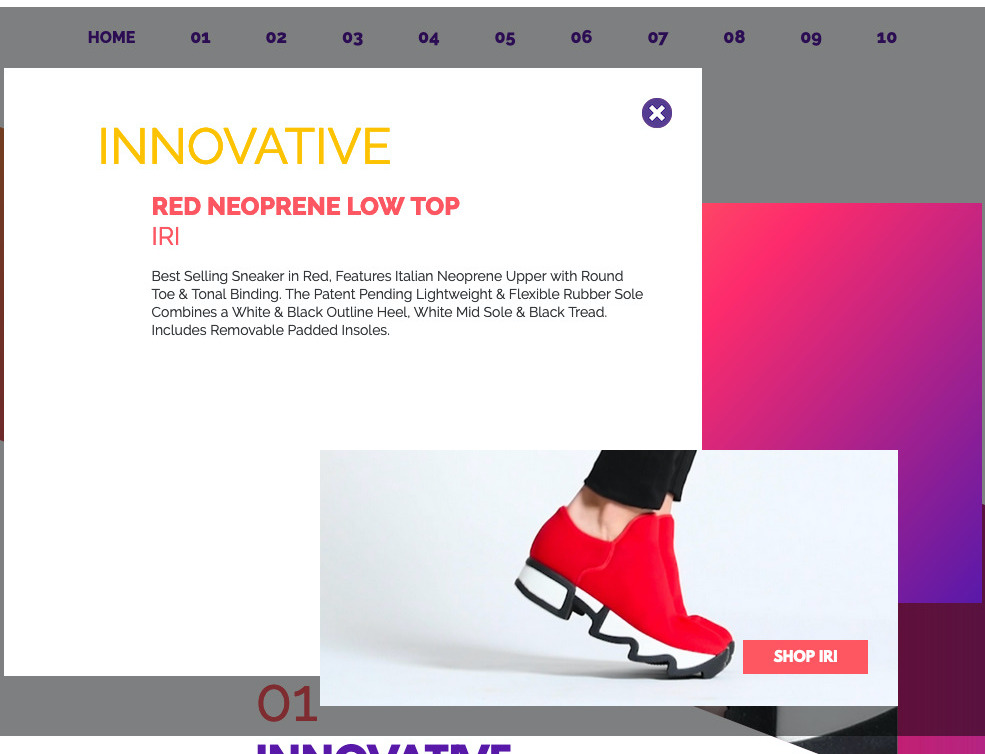 HOME 01 02 03 04 05 06 07 08 09 10
INNOVATIVE
RED NEOPRENE LOW TOP
IRI
Best Selling Sneaker in Red, Features Italian Neoprene Upper with Round
Toe & Tonal Binding. The Patent Pending Lightweight & Flexible Rubber Sole
Combines a White & Black Outline Heel, White Mid Sole & Black Tread.
Includes Removable Padded Insoles.
SHOP IRI
01
INNOVATIVE